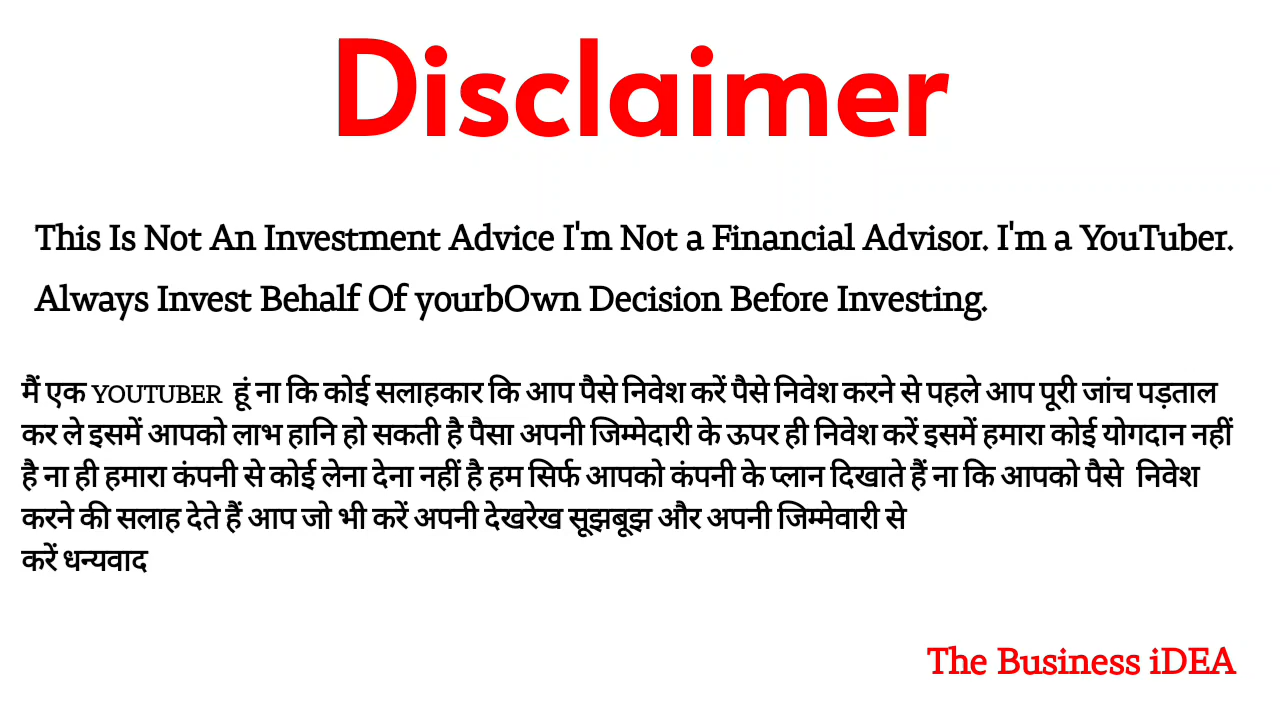 Disclaimer
This Is Not An Investment Advice I'm Not a Financial Advisor. I'm a YouTuber.
Always Invest Behalf Of yourbOwn Decision Before Investing.
मैं एक YOUTUBER हूं ना कि कोई सलाहकार कि आप पैसे निवेश करें पैसे निवेश करने से पहले आप पूरी जांच पड़ताल
कर ले इसमें आपको लाभ हानि हो सकती है पैसा अपनी जिम्मेदारी के ऊपर ही निवेश करें इसमें हमारा कोई योगदान नहीं
है ना ही हमारा कंपनी से कोई लेना देना नहीं है हम सिर्फ आपको कंपनी के प्लान दिखाते हैं ना कि आपको पैसे निवेश
करने की सलाह देते हैं आप जो भी करें अपनी देखरेख सूझबूझ और अपनी जिम्मेवारी से
करें धन्यवाद
The Business iDEA